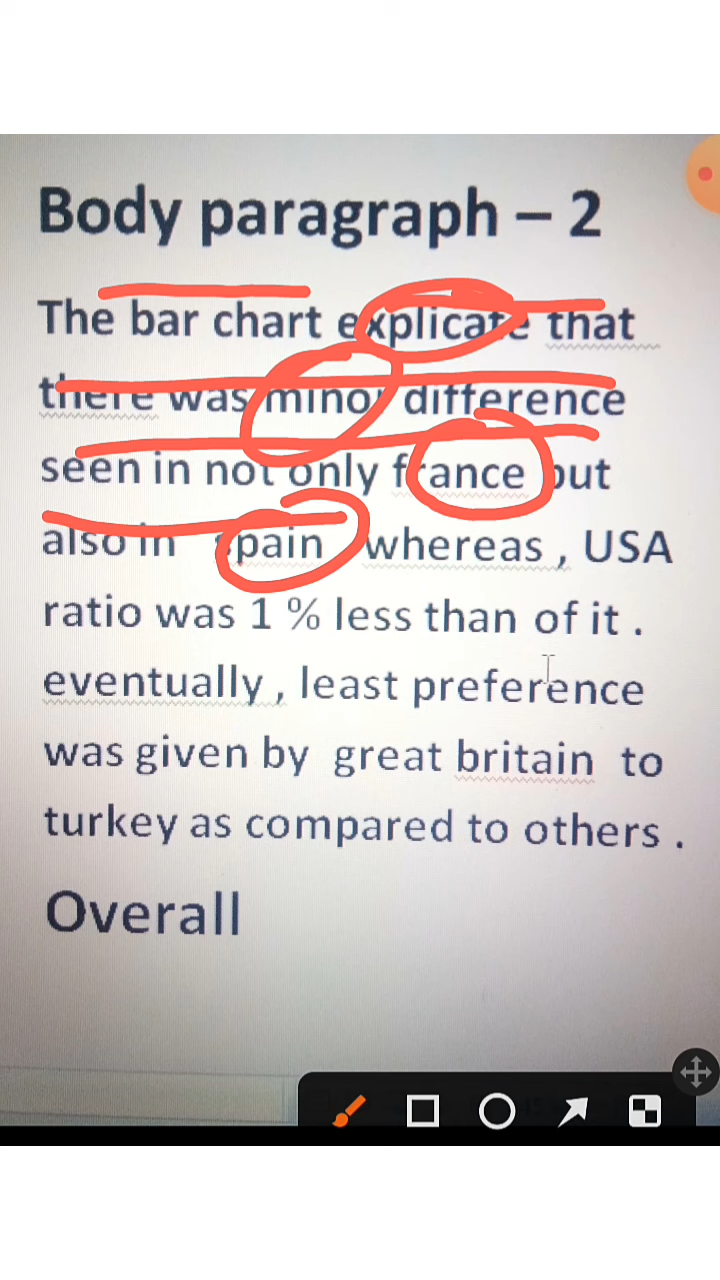 Body paragraph – 2
The bar chart explicate that
there was minor difference
seen in not only france but
also in spain whereas , USA
ratio was 1 % less than of it .
eventually , least preference
was given by great britain to
turkey as compared to others .
Overall